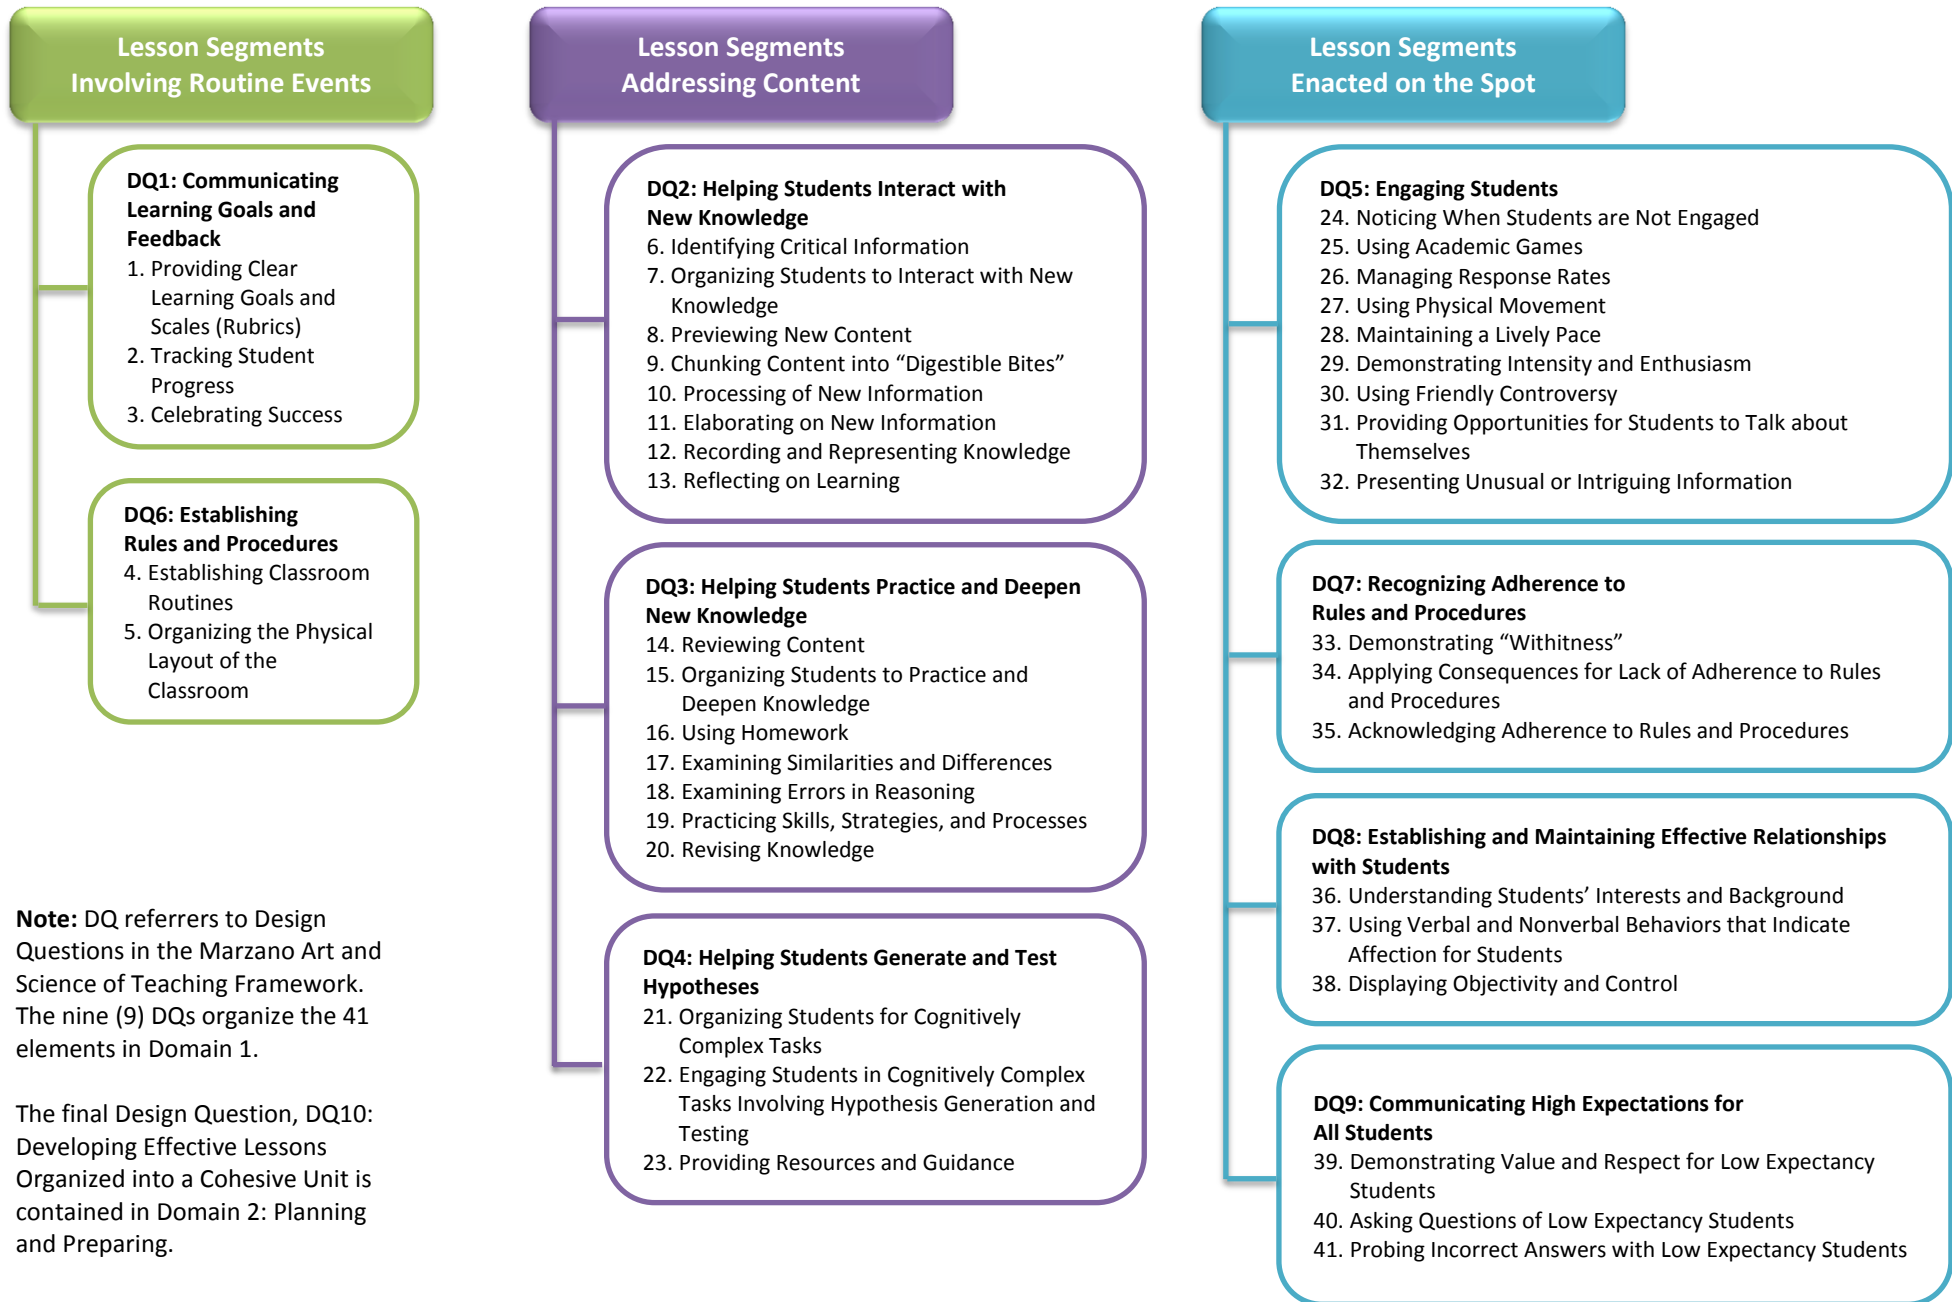 Lesson Segments
Involving Routine Events
DQ1: Communicating
Learning Goals and
Feedback
1. Providing Clear
Learning Goals and
Scales (Rubrics)
2. Tracking Student
Progress
3. Celebrating Success
DQ6: Establishing
Rules and Procedures
4. Establishing Classroom
Routines
5. Organizing the Physical
Layout of the
Classroom
Note: DQ referrers to Design
Questions in the Marzano Art and
Science of Teaching Framework.
The nine (9) DQs organize the 41
elements in Domain 1.
The final Design Question, DQ10:
Developing Effective Lessons
Organized into a Cohesive Unit is
contained in Domain 2: Planning
and Preparing.
Lesson Segments
Addressing Content
DQ2: Helping Students Interact with
New Knowledge
6. Identifying Critical Information
7. Organizing Students to Interact with New
Knowledge
8. Previewing New Content
9. Chunking Content into “Digestible Bites”
10. Processing of New Information
11. Elaborating on New Information
12. Recording and Representing Knowledge
13. Reflecting on Learning
DQ3: Helping Students Practice and Deepen
New Knowledge
14. Reviewing Content
15. Organizing Students to Practice and
Deepen Knowledge
16. Using Homework
17. Examining Similarities and Differences
18. Examining Errors in Reasoning
19. Practicing Skills, Strategies, and Processes
20. Revising Knowledge
DQ4: Helping Students Generate and Test
Hypotheses
21. Organizing Students for Cognitively
Complex Tasks
22. Engaging Students in Cognitively Complex
Tasks Involving Hypothesis Generation and
Testing
23. Providing Resources and Guidance
Lesson Segments
Enacted on the Spot
DQ5: Engaging Students
24. Noticing When Students are Not Engaged
25. Using Academic Games
26. Managing Response Rates
27. Using Physical Movement
28. Maintaining a Lively Pace
29. Demonstrating Intensity and Enthusiasm
30. Using Friendly Controversy
31. Providing Opportunities for Students to Talk about
Themselves
32. Presenting Unusual or Intriguing Information
DQ7: Recognizing Adherence to
Rules and Procedures
33. Demonstrating “Withitness”
34. Applying Consequences for Lack of Adherence to Rules
and Procedures
35. Acknowledging Adherence to Rules and Procedures
DQ8: Establishing and Maintaining Effective Relationships
with Students
36. Understanding Students’ Interests and Background
37. Using Verbal and Nonverbal Behaviors that Indicate
Affection for Students
38. Displaying Objectivity and Control
DQ9: Communicating High Expectations for
All Students
39. Demonstrating Value and Respect for Low Expectancy
Students
40. Asking Questions of Low Expectancy Students
41. Probing Incorrect Answers with Low Expectancy Students